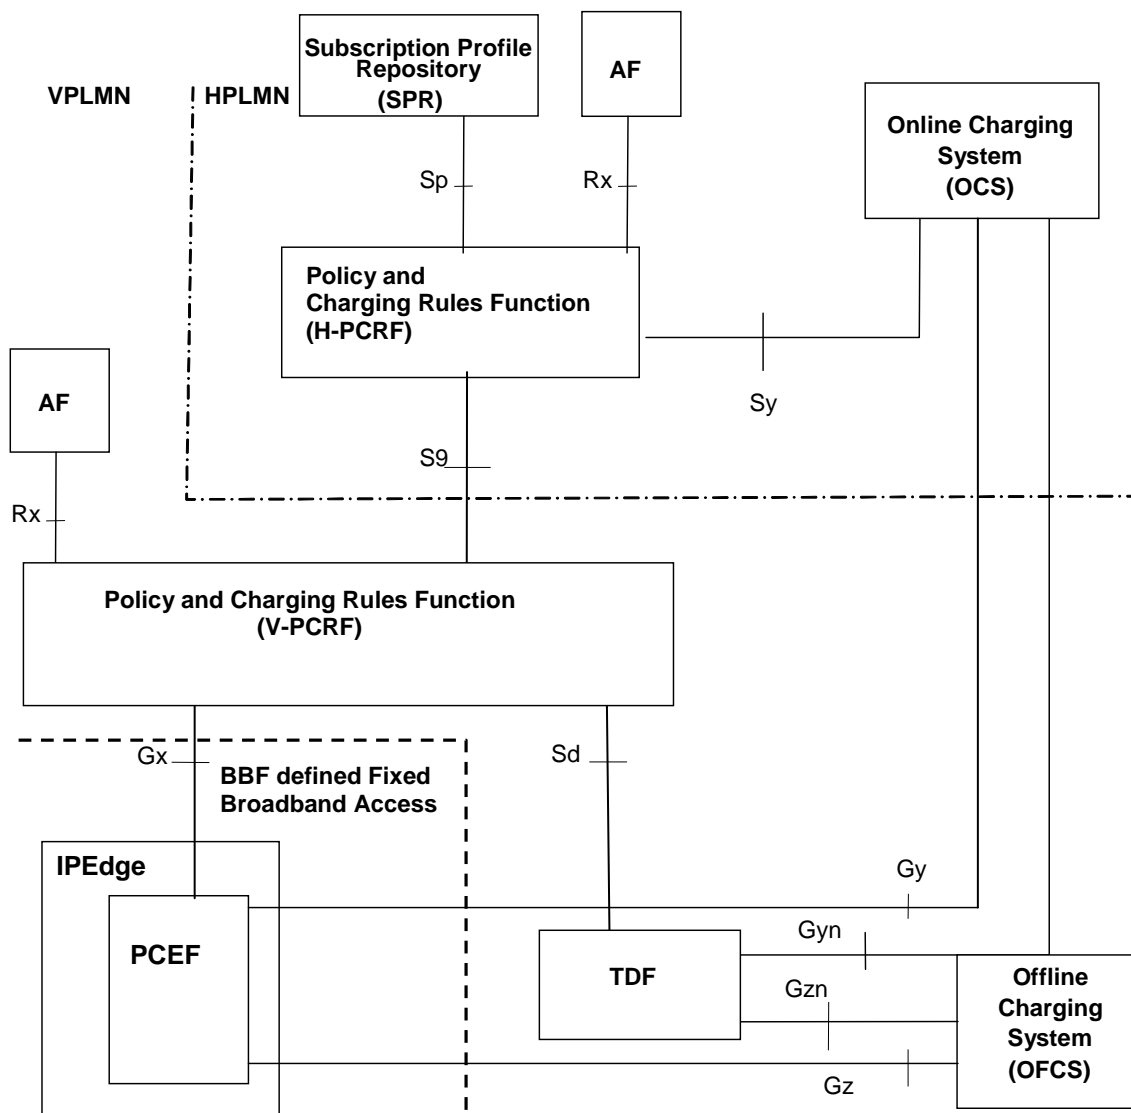 Subscription Profile
Repository
(SPR)
AF
VPLMN
HPLMN
Online Charging
System
(OCS)
Sp
Rx
Policy and
Charging Rules Function
(H-PCRF)
AF
Sy
S9
Rx
Policy and Charging Rules Function
(V-PCRF)
Gx
Sd
BBF defined Fixed
Broadband Access
IPEdge
Gy
PCEF
Gyn
TDF
Gzn
Offline
Charging
System
(OFCS)
Gz